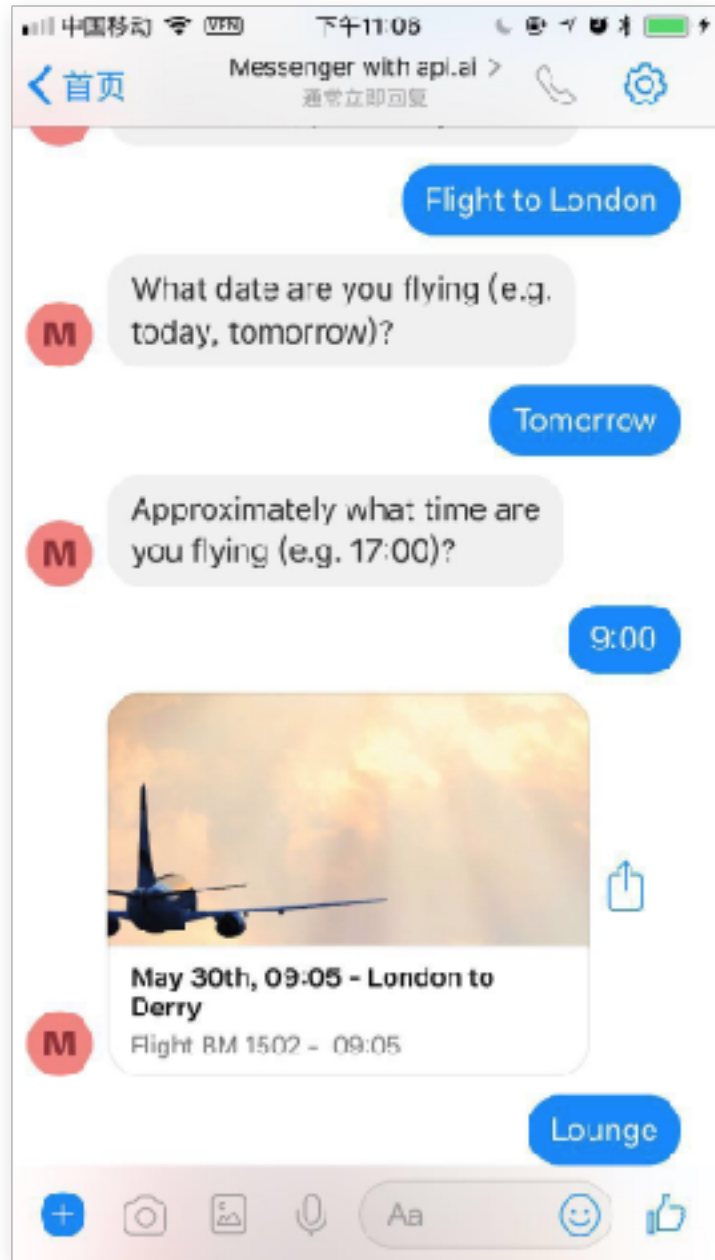 中国移动 VPN 下午11:06
首页 Messenger with api.ai >
通常立即回复
Flight to London
What date are you flying (e.g.
today, tomorrow)?
M
Tomorrow
Approximately what time are
you flying (e.g. 17:00)?
M
9:00
May 30th, 09:05 - London to
Derry
Flight BM 1502 - 09:05
M
Lounge
Aa